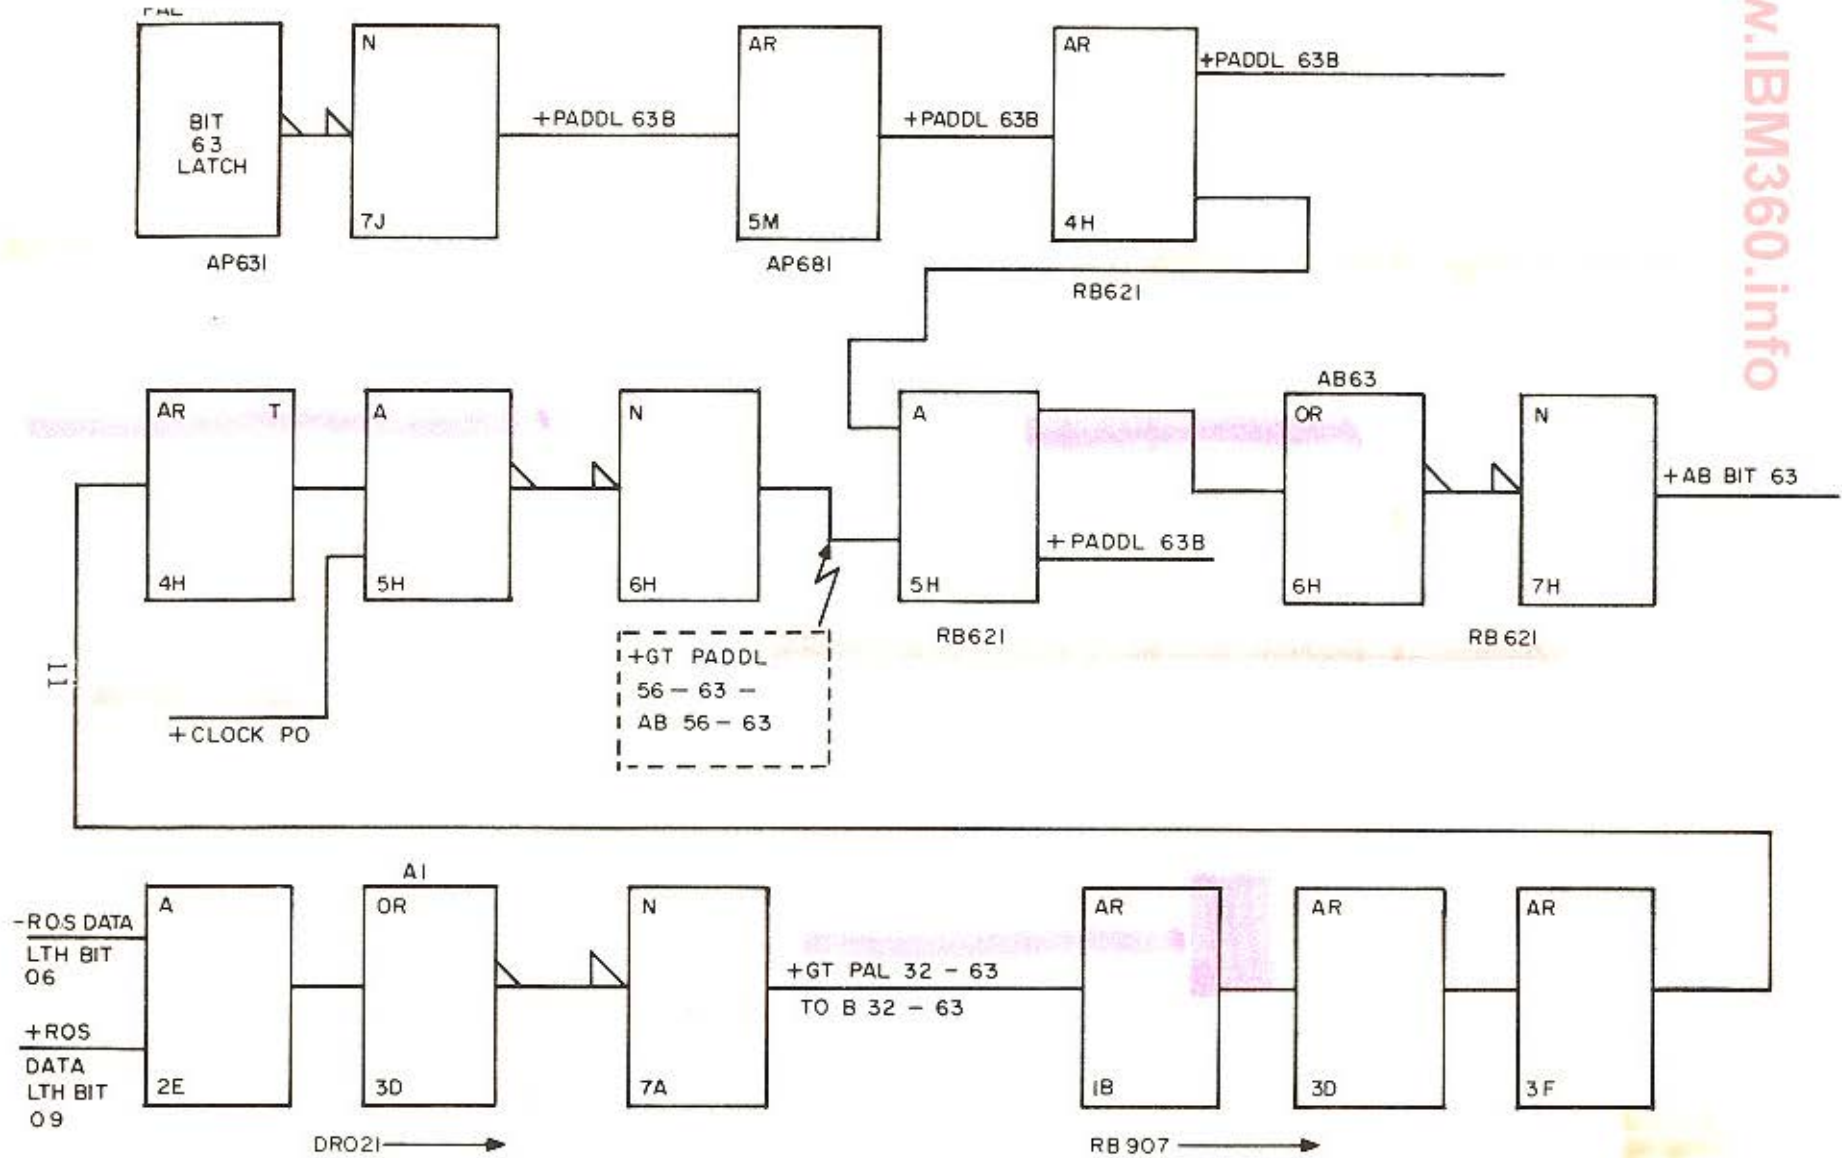 PAL
N
AR
AR
+PADDL 63B
BIT
63
LATCH
+PADDL 63B
+PADDL 63B
7J
5M
4H
AP631
AP681
RB621
w.IBM360.info
AB63
AR T
A
N
A
OR
N
+AB BIT 63
+PADDL 63B
4H
5H
6H
5H
6H
7H
RB621
RB621
+GT PADDL
56 - 63 -
AB 56 - 63
11
+CLOCK PO
A1
A
OR
N
AR
AR
AR
-ROS DATA
LTH BIT
06
+GT PAL 32 - 63
TO B 32 - 63
+ROS
DATA
LTH BIT
09
2E
3D
7A
1B
3D
3F
DR021
RB907